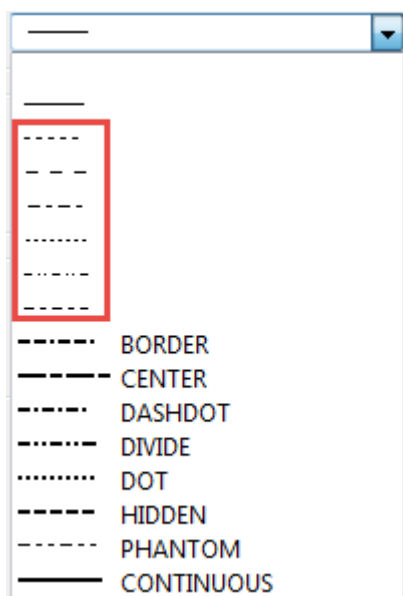 BORDER
CENTER
DASHDOT
DIVIDE
DOT
HIDDEN
PHANTOM
CONTINUOUS